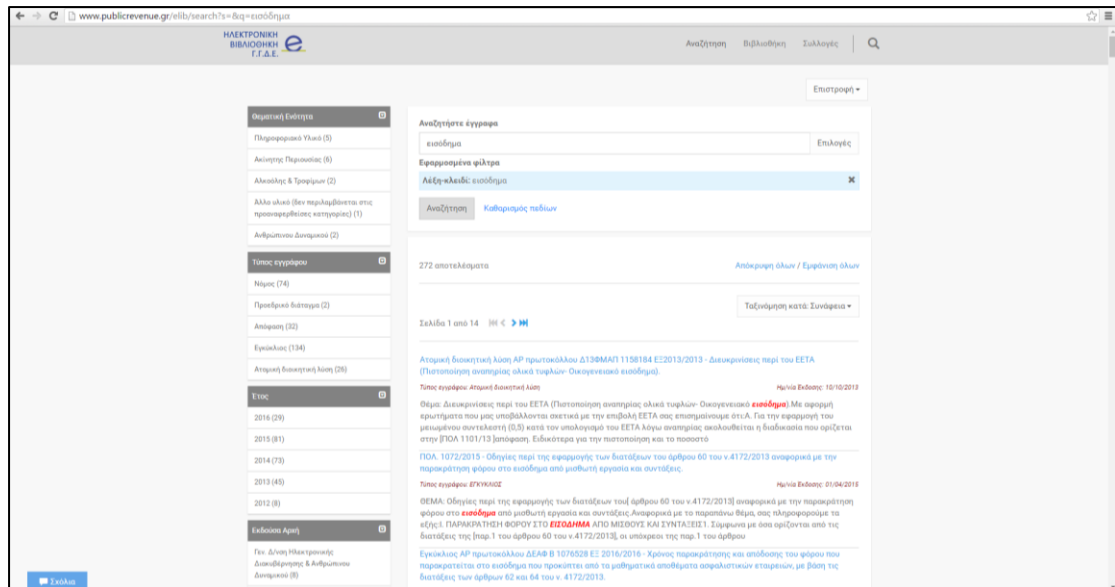 www.publicrevenue.gr/elib/search?s=&q=εισόδημα
ΗΛΕΚΤΡΟΝΙΚΗ
ΒΙΒΛΙΟΘΗΚΗ
Γ.Γ.Δ.Ε.
Αναζήτηση Βιβλιοθήκη Συλλογές
Επιστροφή
Θεματική Ενότητα
Πληροφοριακό Υλικό (5)
Ακίνητης Περιουσίας (6)
Αλκοόλης & Τροφίμων (2)
Άλλο υλικό (δεν περιλαμβάνεται στις
προαναφερθείσες κατηγορίες) (1)
Ανθρώπινου Δυναμικού (2)
Τύπος εγγράφου
Νόμος (74)
Προεδρικό διάταγμα (2)
Απόφαση (32)
Εγκύκλιος (134)
Ατομική διοικητική λύση (26)
Έτος
2016 (29)
2015 (81)
2014 (73)
2013 (45)
2012 (8)
Εκδούσα Αρχή
Γεν. Δ/νση Ηλεκτρονικής
Διακυβέρνησης & Ανθρώπινου
Δυναμικού (8)
Σχόλια
Αναζητήστε έγγραφα
εισόδημα Επιλογές
Εφαρμοσμένα φίλτρα
Λέξη-κλειδί: εισόδημα
Αναζήτηση Καθαρισμός πεδίων
272 αποτελέσματα Απόκρυψη όλων / Εμφάνιση όλων
Ταξινόμηση κατά: Συνάφεια
Σελίδα 1 από 14
Ατομική διοικητική λύση ΑΡ πρωτοκόλλου Δ13ΦΜΑΠ 1158184 ΕΞ2013/2013 - Διευκρινίσεις περί του ΕΕΤΑ
(Πιστοποίηση αναπηρίας ολικά τυφλών- Οικογενειακό εισόδημα).
Τύπος εγγράφου: Ατομική διοικητική λύση Ημ/νία Έκδοσης: 10/10/2013
Θέμα: Διευκρινίσεις περί του ΕΕΤΑ (Πιστοποίηση αναπηρίας ολικά τυφλών- Οικογενειακό εισόδημα).Με αφορμή
ερωτήματα που μας υποβάλλονται σχετικά με την επιβολή ΕΕΤΑ σας επισημαίνουμε ότι:Α. Για την εφαρμογή του
μειωμένου συντελεστή (0,5) κατά τον υπολογισμό του ΕΕΤΑ λόγω αναπηρίας ακολουθείται η διαδικασία που ορίζεται
στην [ΠΟΛ 1101/13 ]απόφαση. Ειδικότερα για την πιστοποίηση και το ποσοστό
ΠΟΛ. 1072/2015 - Οδηγίες περί της εφαρμογής των διατάξεων του άρθρου 60 του ν.4172/2013 αναφορικά με την
παρακράτηση φόρου στο εισόδημα από μισθωτή εργασία και συντάξεις.
Τύπος εγγράφου: ΕΓΚΥΚΛΙΟΣ Ημ/νία Έκδοσης: 01/04/2015
ΘΕΜΑ: Οδηγίες περί της εφαρμογής των διατάξεων του[ άρθρου 60 του ν.4172/2013] αναφορικά με την παρακράτηση
φόρου στο εισόδημα από μισθωτή εργασία και συντάξεις.Αναφορικά με το παραπάνω θέμα, σας πληροφορούμε τα
εξής:Ι. ΠΑΡΑΚΡΑΤΗΣΗ ΦΟΡΟΥ ΣΤΟ ΕΙΣΟΔΗΜΑ ΑΠΟ ΜΙΣΘΟΥΣ ΚΑΙ ΣΥΝΤΑΞΕΙΣ1. Σύμφωνα με όσα ορίζονται από τις
διατάξεις της [παρ.1 του άρθρου 60 του ν.4172/2013], οι υπόχρεοι της παρ.1 του άρθρου
Εγκύκλιος ΑΡ πρωτοκόλλου ΔΕΑΦ Β 1076528 ΕΞ 2016/2016 - Χρόνος παρακράτησης και απόδοσης του φόρου που
παρακρατείται στο εισόδημα που προκύπτει από τα μαθηματικά αποθέματα ασφαλιστικών εταιρειών, με βάση τις
διατάξεις των άρθρων 62 και 64 του ν. 4172/2013.